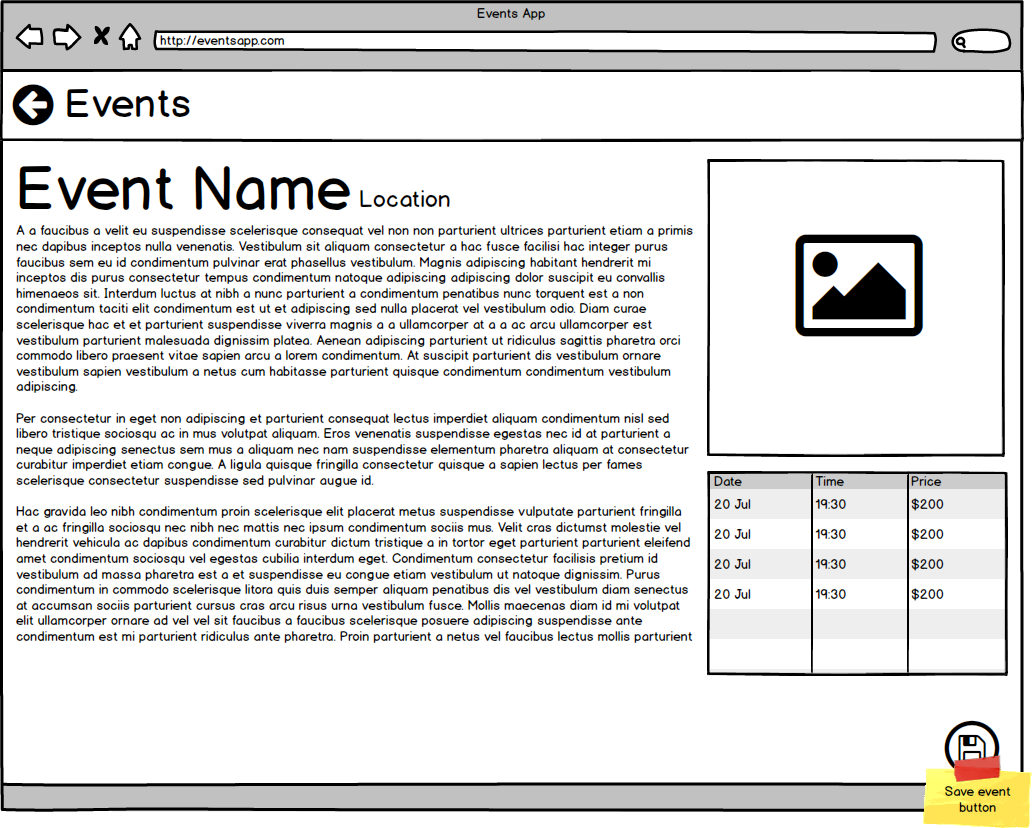 Events App
http://eventsapp.com
Events
Event Name Location
A a faucibus a velit eu suspendisse scelerisque consequat vel non non parturient ultrices parturient etiam a primis
nec dapibus inceptos nulla venenatis. Vestibulum sit aliquam consectetur a hac fusce facilisi hac integer purus
faucibus sem eu id condimentum pulvinar erat phasellus vestibulum. Magnis adipiscing habitant hendrerit mi
inceptos dis purus consectetur tempus condimentum natoque adipiscing adipiscing dolor suscipit eu convallis
himenaeos sit. Interdum luctus at nibh a nunc parturient a condimentum penatibus nunc torquent est a non
condimentum taciti elit condimentum est ut et adipiscing sed nulla placerat vel vestibulum odio. Diam curae
scelerisque hac et et parturient suspendisse viverra magnis a a ullamcorper at a a ac arcu ullamcorper est
vestibulum parturient malesuada dignissim platea. Aenean adipiscing parturient ut ridiculus sagittis pharetra orci
commodo libero praesent vitae sapien arcu a lorem condimentum. At suscipit parturient dis vestibulum ornare
vestibulum sapien vestibulum a netus cum habitasse parturient quisque condimentum condimentum vestibulum
adipiscing.
Per consectetur in eget non adipiscing et parturient consequat lectus imperdiet aliquam condimentum nisl sed
libero tristique sociosqu ac in mus volutpat aliquam. Eros venenatis suspendisse egestas nec id at parturient a
neque adipiscing senectus sem mus a aliquam nec nam suspendisse elementum pharetra aliquam at consectetur
curabitur imperdiet etiam congue. A ligula quisque fringilla consectetur quisque a sapien lectus per fames
scelerisque consectetur suspendisse sed pulvinar augue id.
Hac gravida leo nibh condimentum proin scelerisque elit placerat metus suspendisse vulputate parturient fringilla
et a ac fringilla sociosqu nec nibh nec mattis nec ipsum condimentum sociis mus. Velit cras dictumst molestie vel
hendrerit vehicula ac dapibus condimentum curabitur dictum tristique a in tortor eget parturient parturient eleifend
amet condimentum sociosqu vel egestas cubilia interdum eget. Condimentum consectetur facilisis pretium id
vestibulum ad massa pharetra est a et suspendisse eu congue etiam vestibulum ut natoque dignissim. Purus
condimentum in commodo scelerisque litora quis duis semper aliquam penatibus dis vel vestibulum diam senectus
at accumsan sociis parturient cursus cras arcu risus urna vestibulum fusce. Mollis maecenas diam id mi volutpat
elit ullamcorper ornare ad vel vel sit faucibus a faucibus scelerisque posuere adipiscing suspendisse ante
condimentum est mi parturient ridiculus ante pharetra. Proin parturient a netus vel faucibus lectus mollis parturient
Date Time Price
20 Jul 19:30 $200
20 Jul 19:30 $200
20 Jul 19:30 $200
20 Jul 19:30 $200
Save event
button